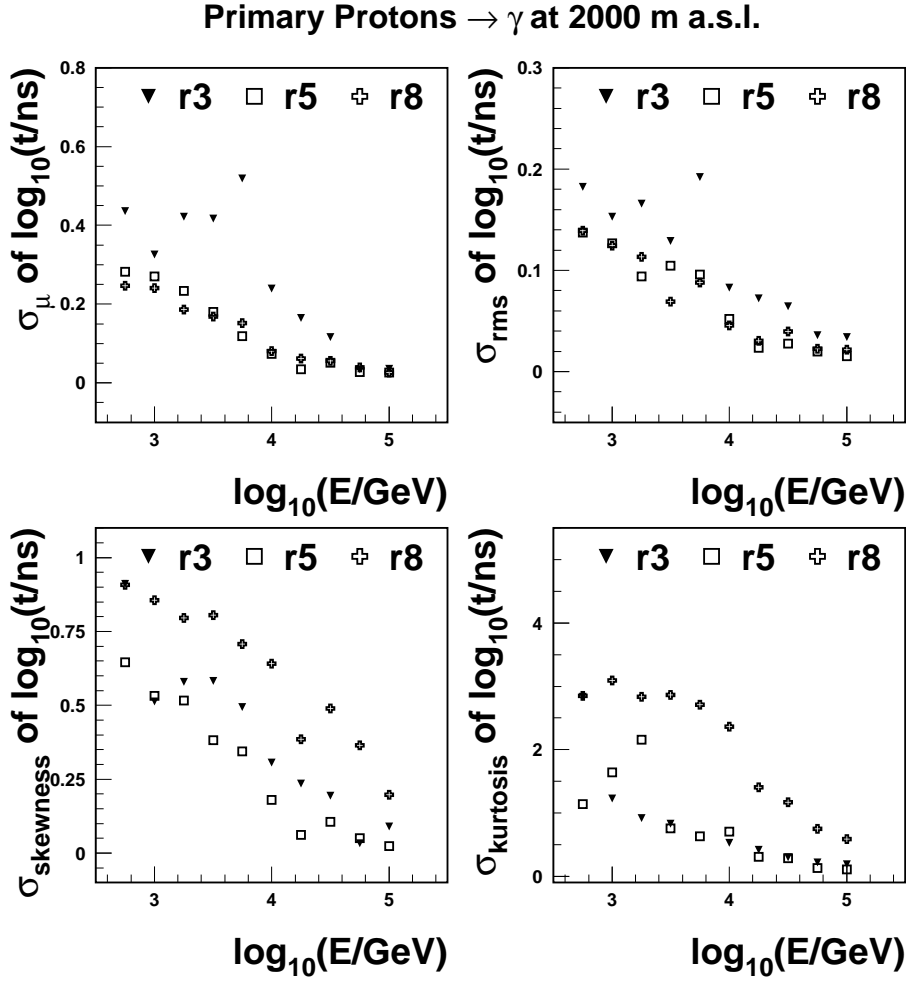 Primary Protons → γ at 2000 m a.s.l.
σμ of log10(t/ns)
0.8
0.6
0.4
0.2
0
r3 r5 r8
3 4 5
log10(E/GeV)
σrms of log10(t/ns)
0.3
0.2
0.1
0
r3 r5 r8
3 4 5
log10(E/GeV)
σskewness of log10(t/ns)
1
0.75
0.5
0.25
0
r3 r5 r8
3 4 5
log10(E/GeV)
σkurtosis of log10(t/ns)
4
2
0
r3 r5 r8
3 4 5
log10(E/GeV)